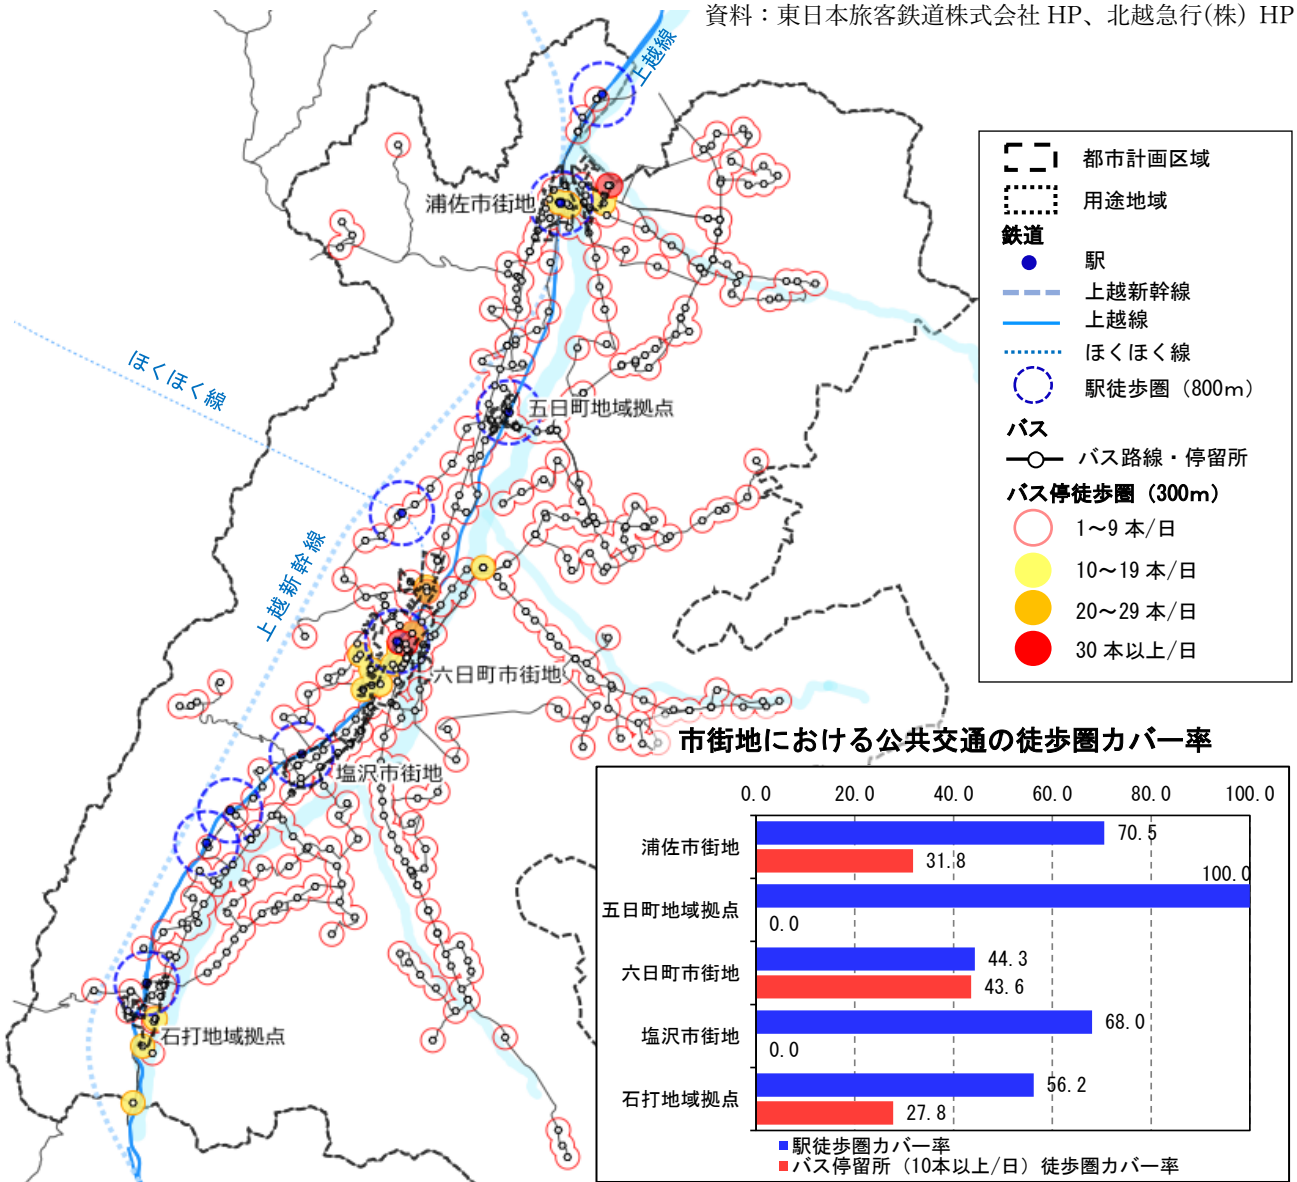 資料：東日本旅客鉄道株式会社 HP、北越急行(株) HP
上越線
浦佐市街地
ほくほく線
五日町地域拠点
上越新幹線
六日町市街地
塩沢市街地
石打地域拠点
都市計画区域
用途地域
鉄道
駅
上越新幹線
上越線
ほくほく線
駅徒歩圏（800m）
バス
バス路線・停留所
バス停徒歩圏（300m）
1～9 本/日
10～19 本/日
20～29 本/日
30 本以上/日
市街地における公共交通の徒歩圏カバー率
0.0 20.0 40.0 60.0 80.0 100.0
浦佐市街地 70.5
31.8
五日町地域拠点 100.0
0.0
六日町市街地 44.3
43.6
塩沢市街地 68.0
0.0
石打地域拠点 56.2
27.8
駅徒歩圏カバー率
バス停留所（10本以上/日）徒歩圏カバー率